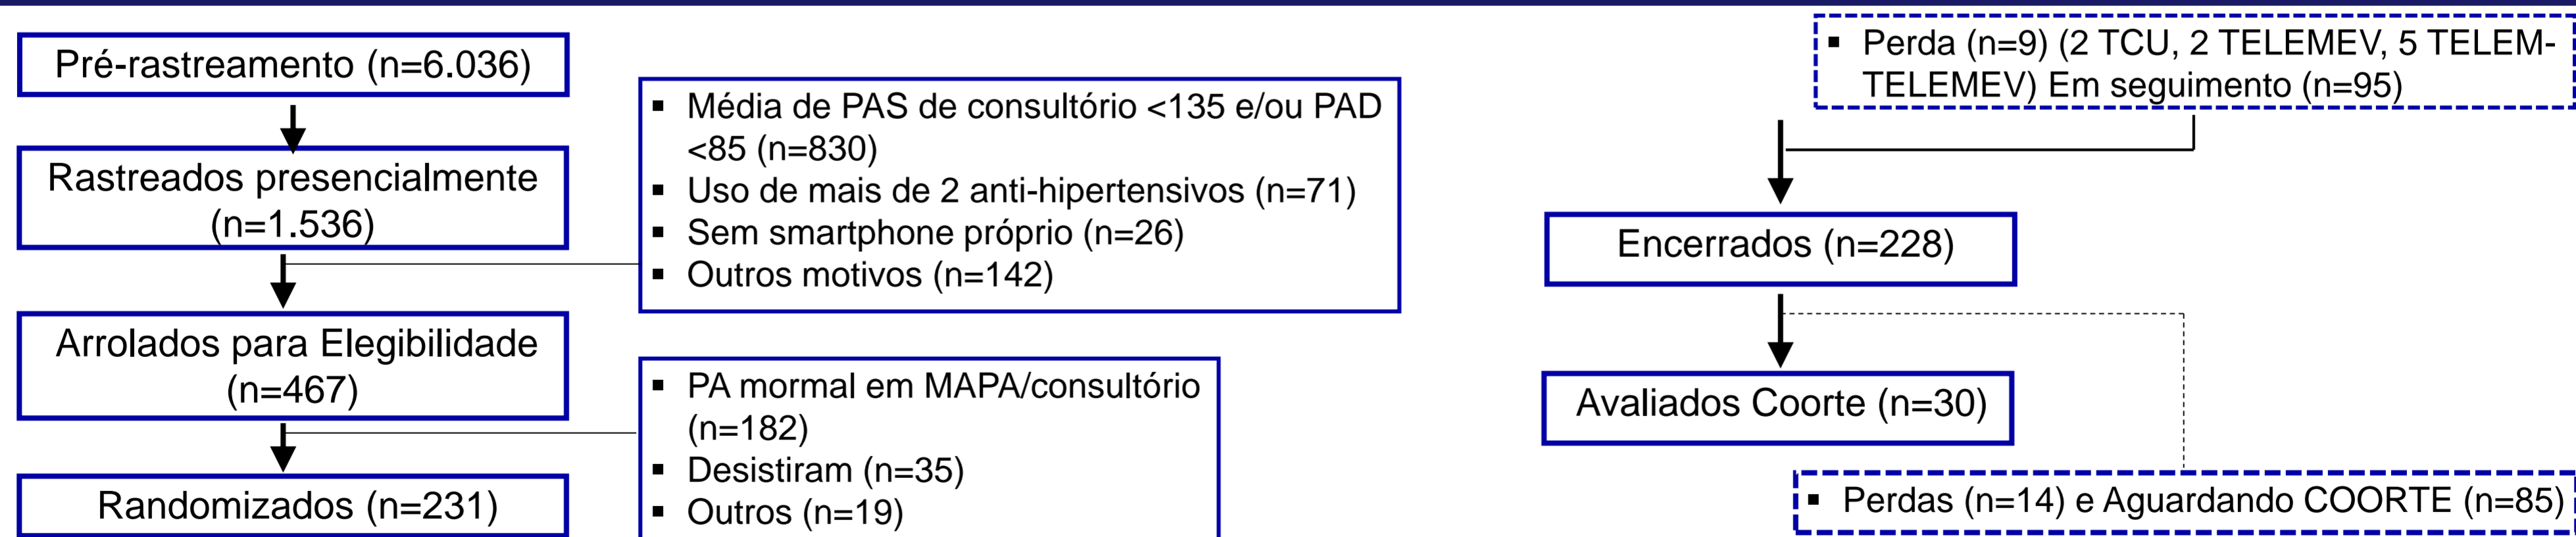 Pré-rastreamento (n=6.036)
Rastreados presencialmente
(n=1.536)
▪ Média de PAS de consultório <135 e/ou PAD
<85 (n=830)
▪ Uso de mais de 2 anti-hipertensivos (n=71)
▪ Sem smartphone próprio (n=26)
▪ Outros motivos (n=142)
Arrolados para Elegibilidade
(n=467)
▪ PA mormal em MAPA/consultório
(n=182)
▪ Desistiram (n=35)
▪ Outros (n=19)
Randomizados (n=231)
▪ Perda (n=9) (2 TCU, 2 TELEMEV, 5 TELEM-
TELEMEV) Em seguimento (n=95)
Encerrados (n=228)
Avaliados Coorte (n=30)
▪ Perdas (n=14) e Aguardando COORTE (n=85)